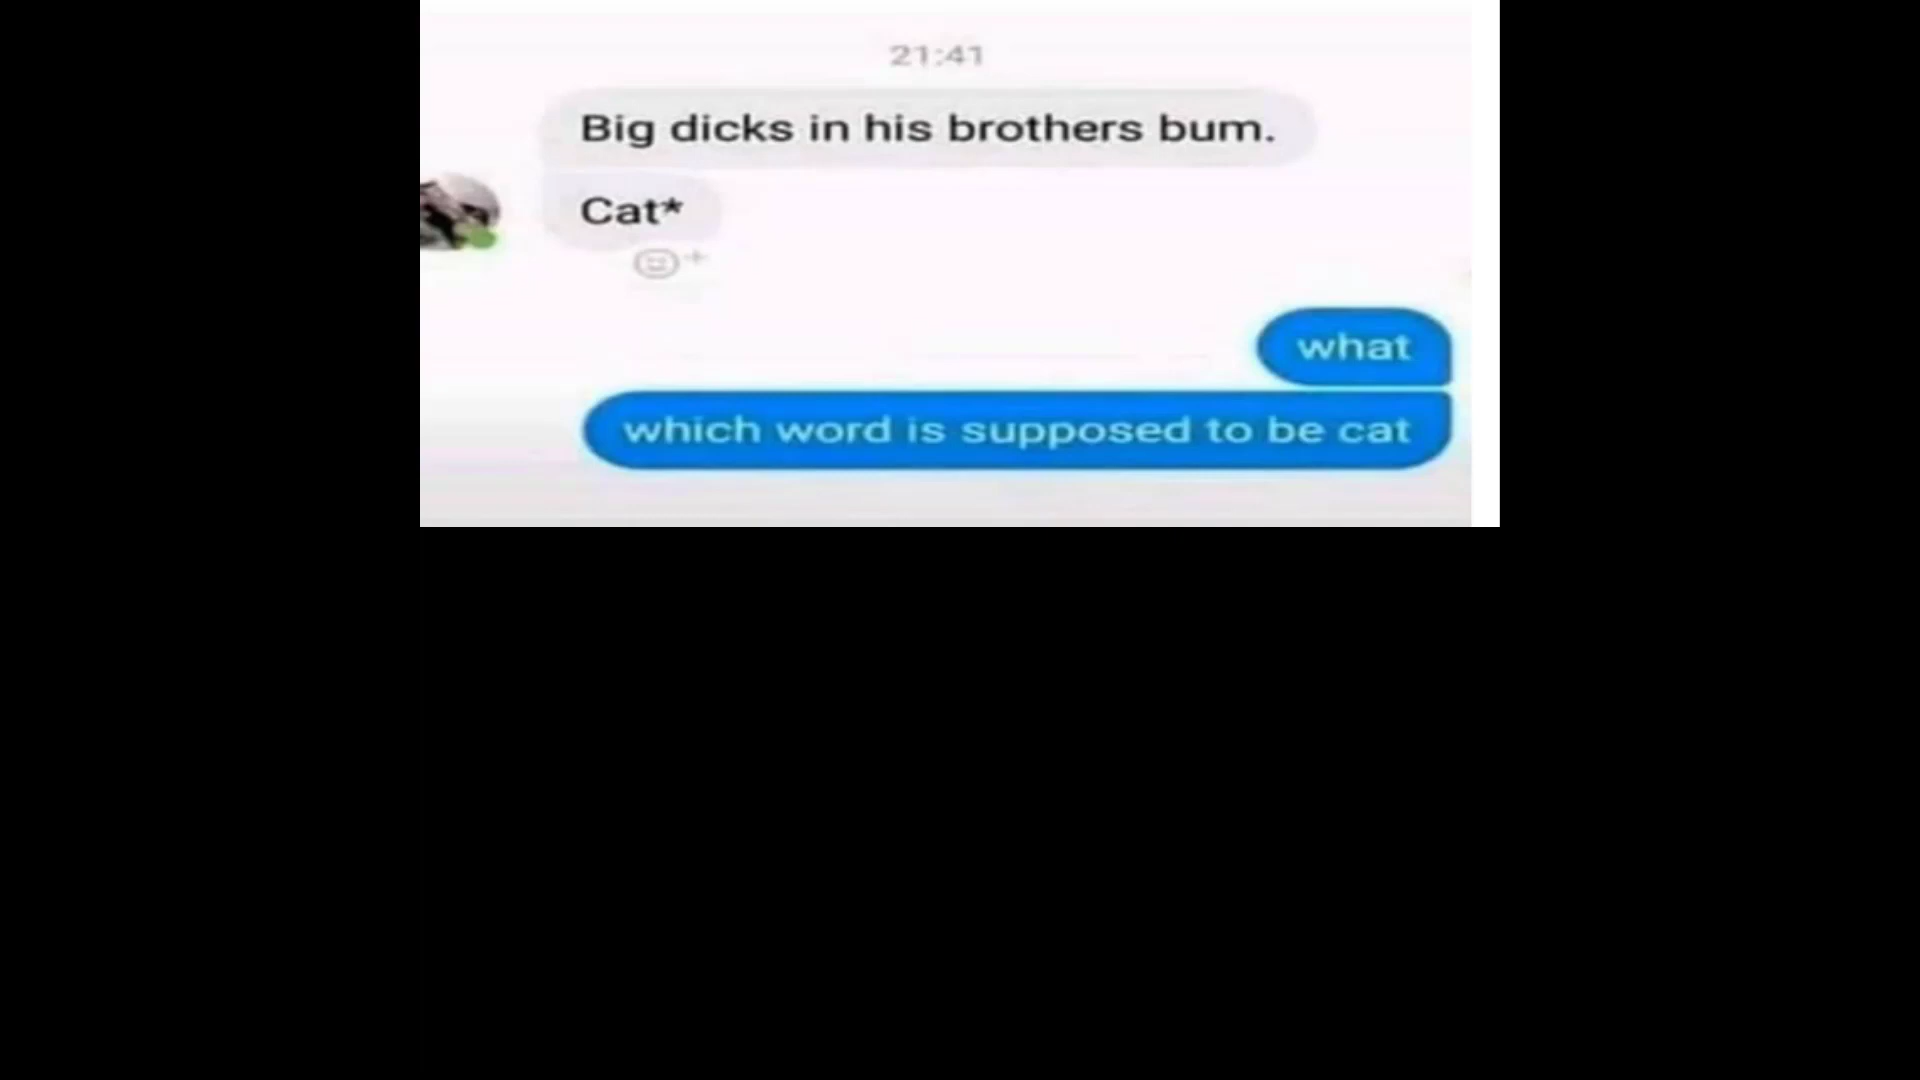 21:41
Big dicks in his brothers bum.
Cat*
what
which word is supposed to be cat